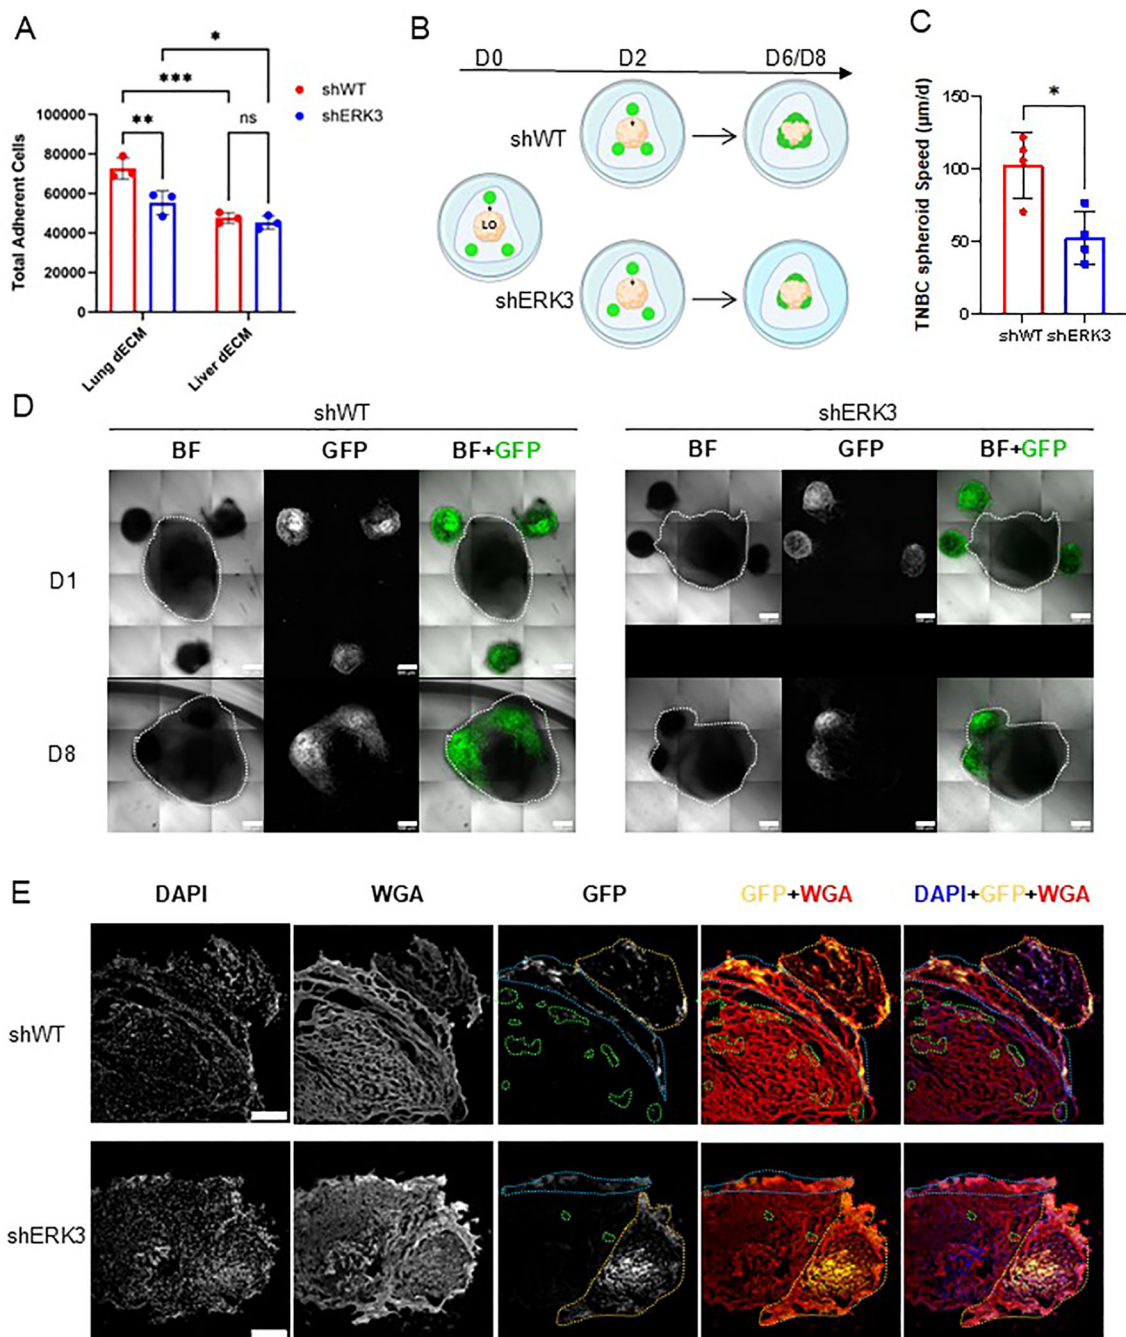 A
*
***
**
ns
shWT
shERK3
Total Adherent Cells
100000
80000
60000
40000
20000
0
Lung dECM
Liver dECM
B
D0 D2 D6/D8
shWT
LO
shERK3
C
*
TNBC spheroid Speed (µm/d)
150
100
50
0
shWT shERK3
D
shWT shERK3
BF GFP BF+GFP BF GFP BF+GFP
D1
D8
E
DAPI WGA GFP GFP+WGA DAPI+GFP+WGA
shWT
shERK3